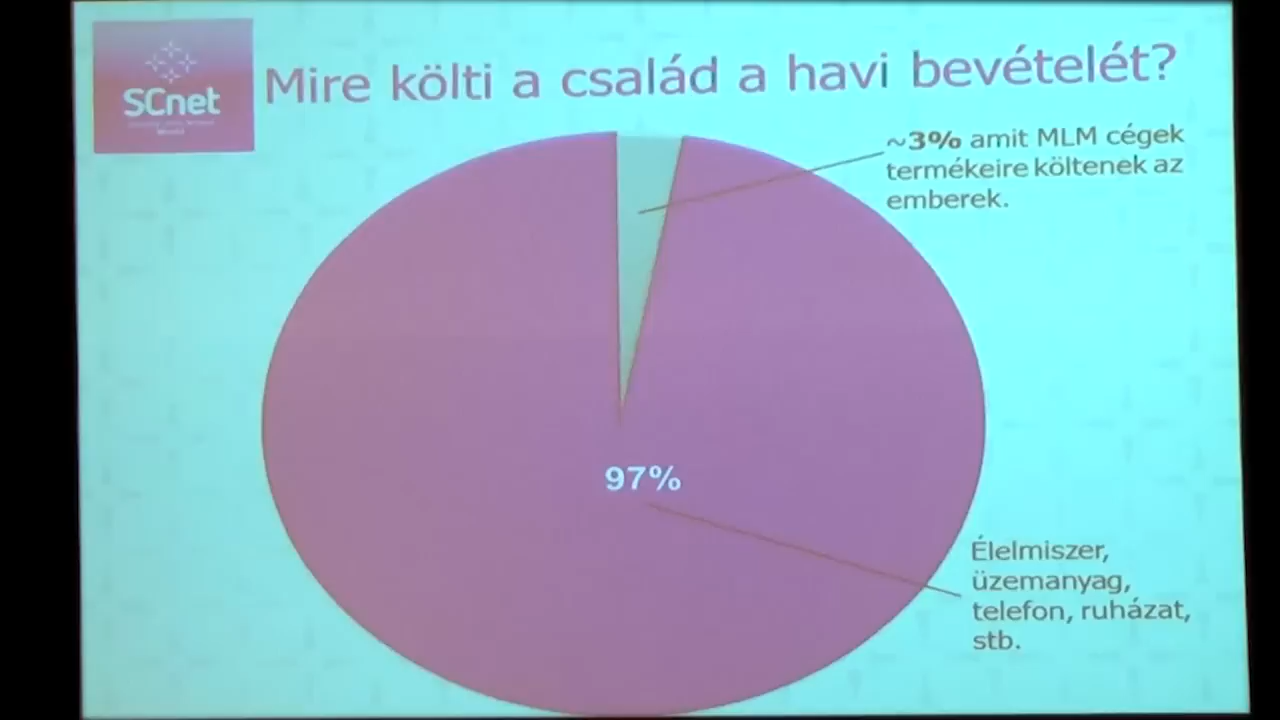 SCnet
Mire költi a család a havi bevételét?
~3% amit MLM cégek
termékeire költenek az
emberek.
97%
Élelmiszer,
üzemanyag,
telefon, ruházat,
stb.